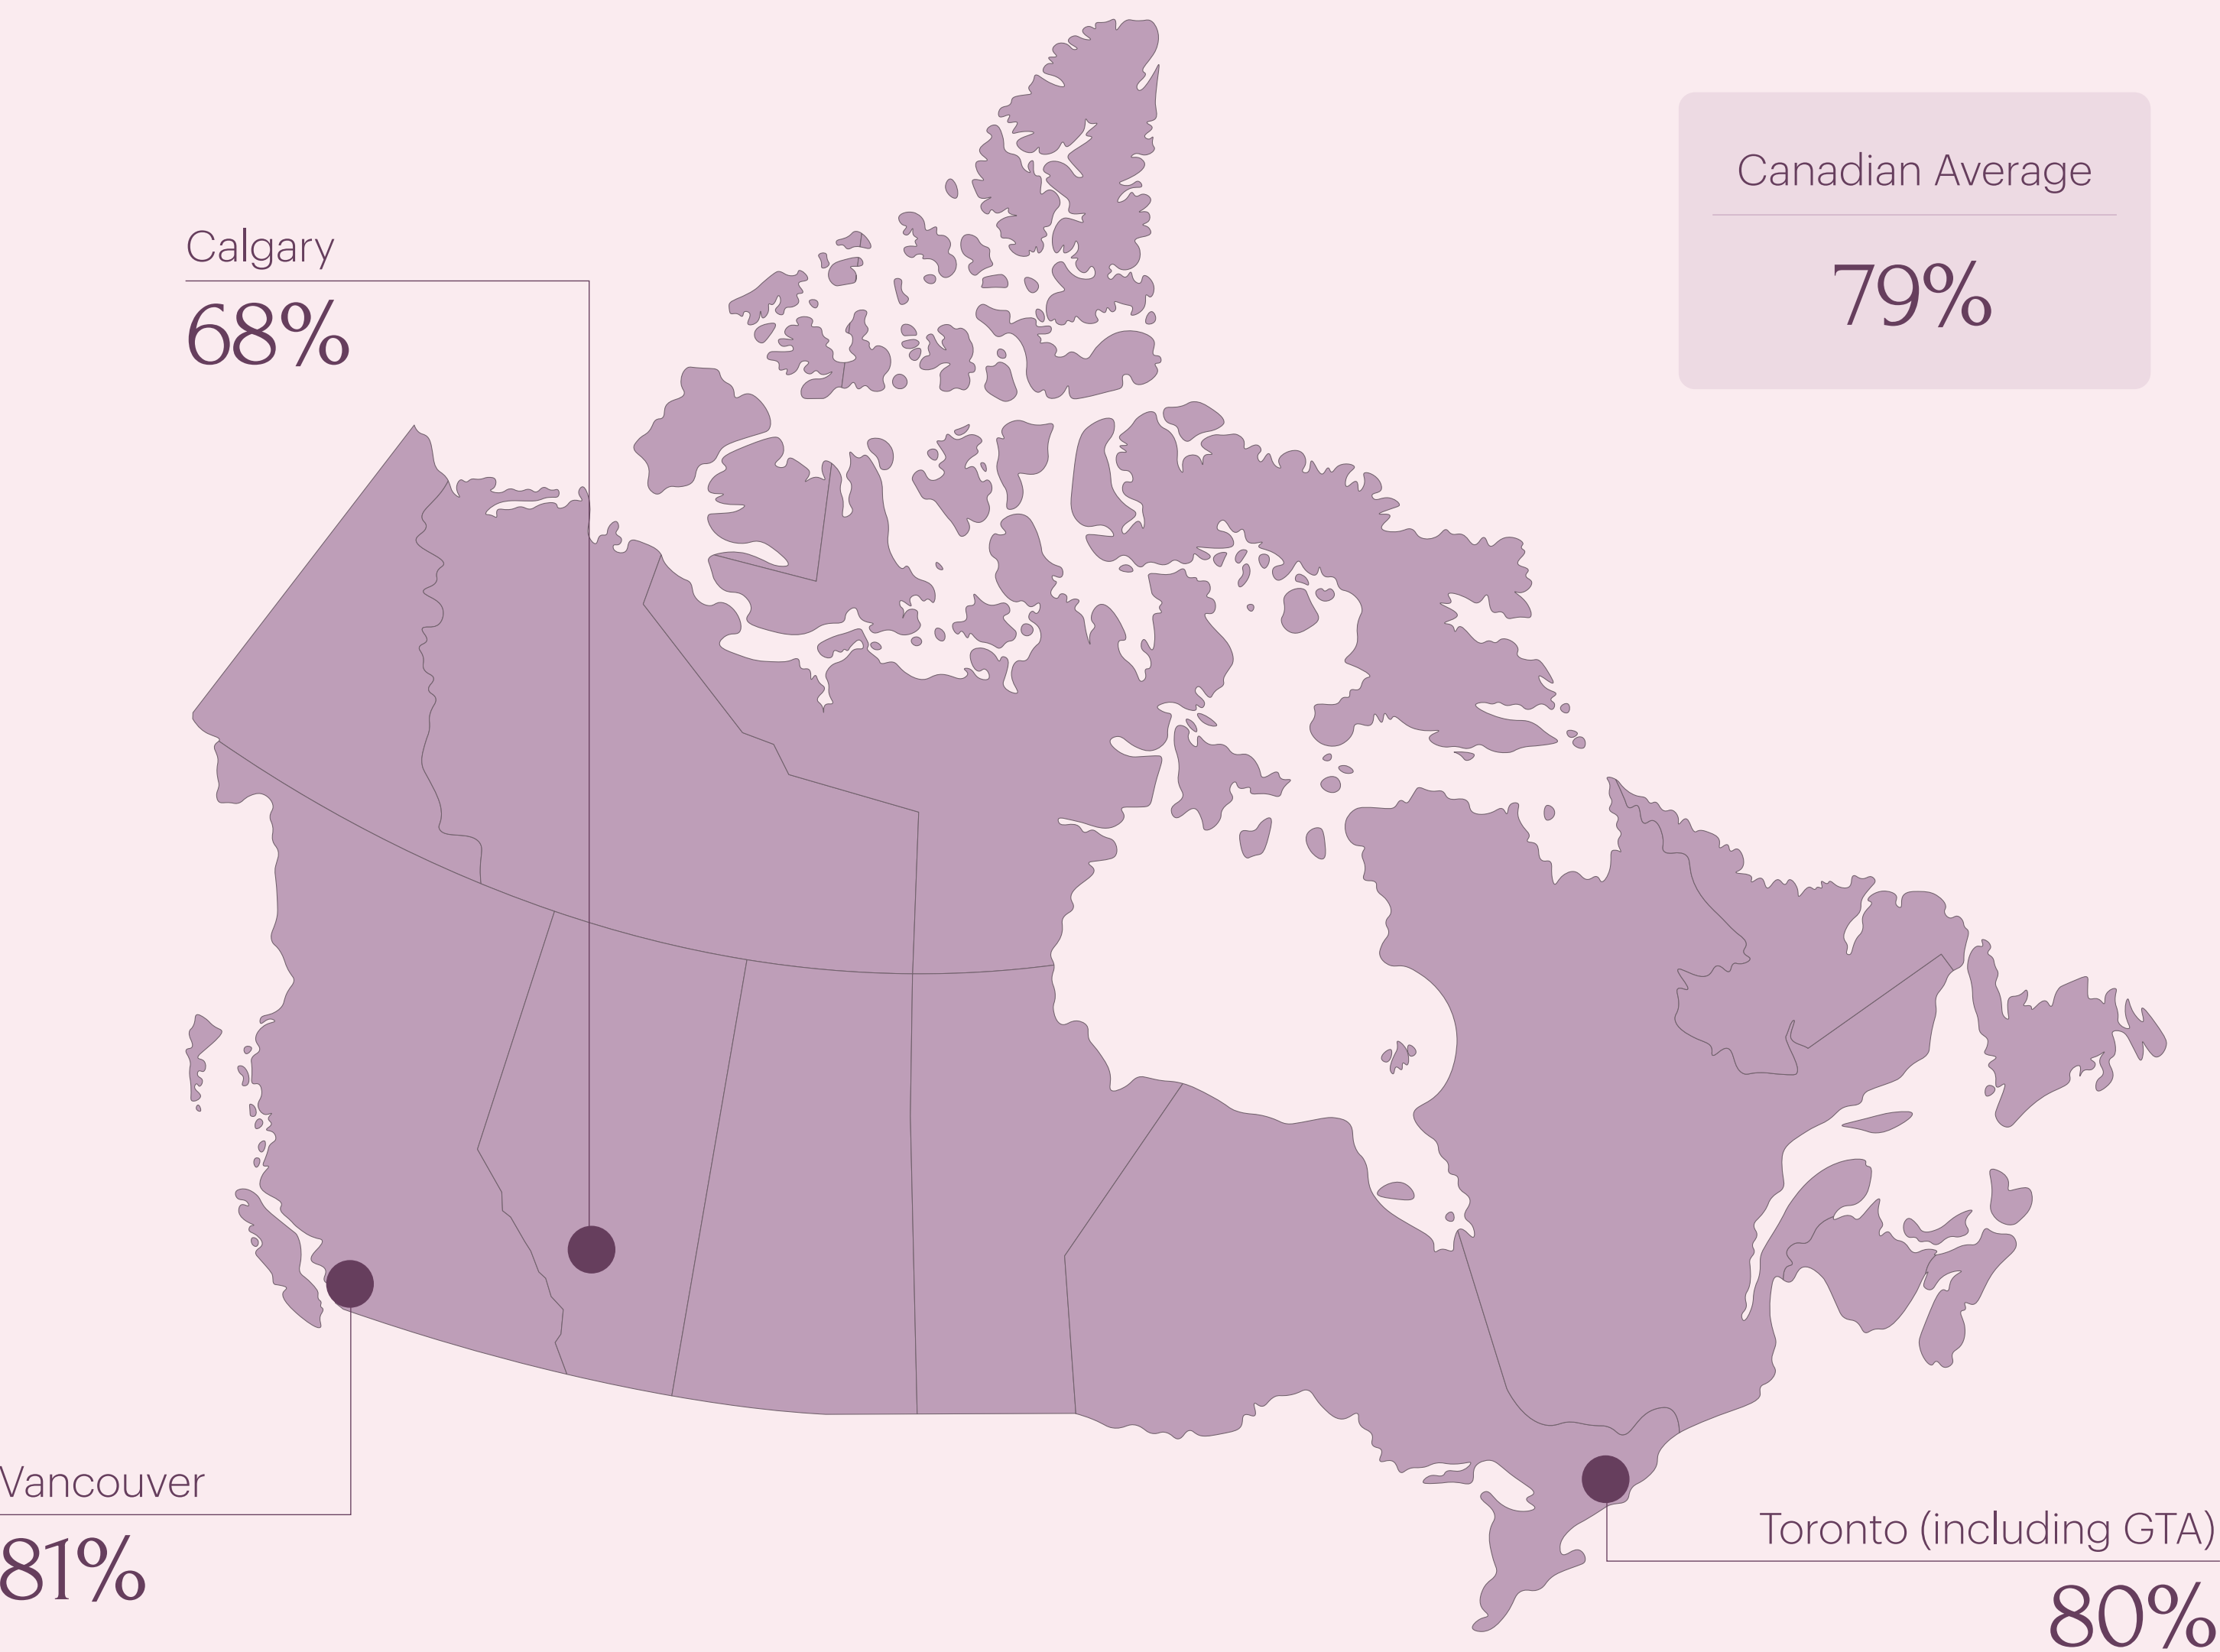 Canadian Average
79%
Calgary
68%
Vancouver
81%
Toronto (including GTA)
80%